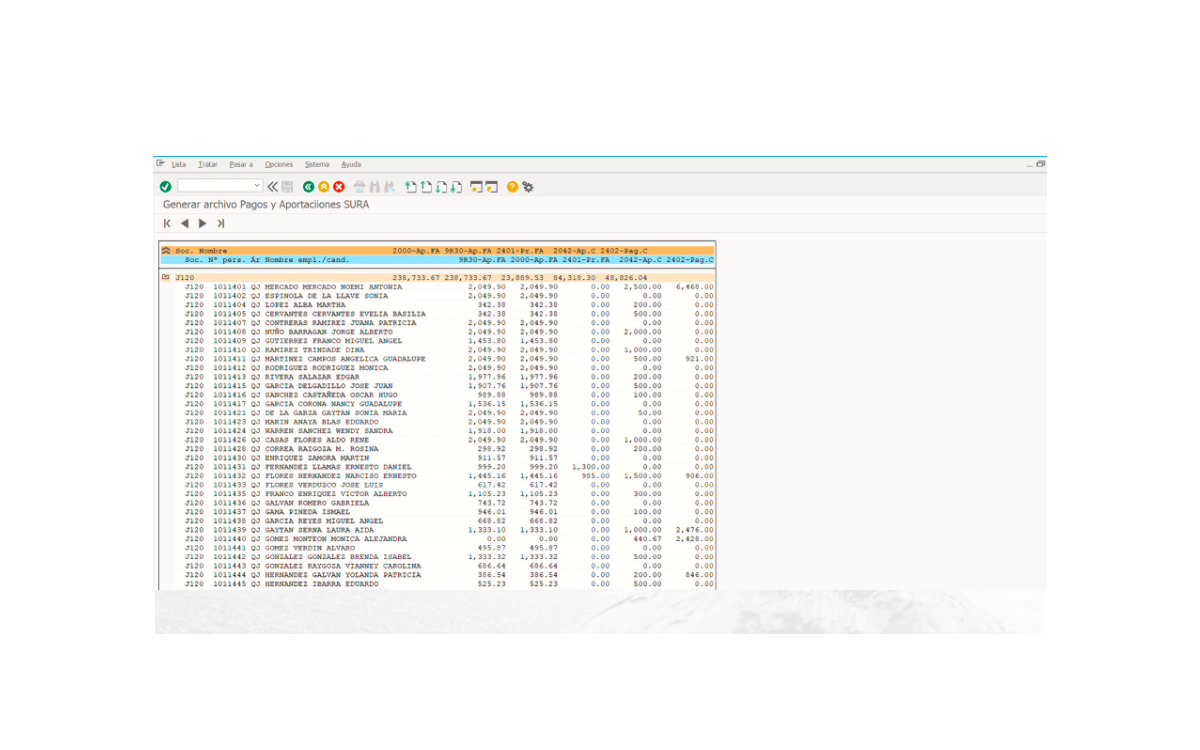 Lista Tratar Pasar a Opciones Sistema Ayuda
Generar archivo Pagos y Aportaciiones SURA
Soc. Nombre 2000-Ap.FA 9R30-Ap.FA 2401-Pr.FA 2042-Ap.C 2402-Pag.C
Soc. Nº pers. Ár Nombre empl./cand. 9R30-Ap.FA 2000-Ap.FA 2401-Pr.FA 2042-Ap.C 2402-Pag.C
J120 238,733.67 238,733.67 23,889.53 84,318.30 48,826.04
J120 1011401 QJ MERCADO MERCADO NOEMI ANTONIA 2,049.90 2,049.90 0.00 2,500.00 6,468.00
J120 1011402 QJ ESPINOLA DE LA LLAVE SONIA 2,049.90 2,049.90 0.00 0.00 0.00
J120 1011404 QJ LOPEZ ALBA MARTHA 342.38 342.38 0.00 200.00 0.00
J120 1011405 QJ CERVANTES CERVANTES EVELIA BASILIA 342.38 342.38 0.00 500.00 0.00
J120 1011407 QJ CONTRERAS RAMIREZ JUANA PATRICIA 2,049.90 2,049.90 0.00 0.00 0.00
J120 1011408 QJ NUÑO BARRAGAN JORGE ALBERTO 2,049.90 2,049.90 0.00 2,000.00 0.00
J120 1011409 QJ GUTIERREZ FRANCO MIGUEL ANGEL 1,453.80 1,453.80 0.00 0.00 0.00
J120 1011410 QJ RAMIREZ TRINDADE DINA 2,049.90 2,049.90 0.00 1,000.00 0.00
J120 1011411 QJ MARTINEZ CAMPOS ANGELICA GUADALUPE 2,049.90 2,049.90 0.00 500.00 921.00
J120 1011412 QJ RODRIGUEZ RODRIGUEZ MONICA 2,049.90 2,049.90 0.00 0.00 0.00
J120 1011413 QJ RIVERA SALAZAR EDGAR 1,977.96 1,977.96 0.00 200.00 0.00
J120 1011415 QJ GARCIA DELGADILLO JOSE JUAN 1,907.76 1,907.76 0.00 500.00 0.00
J120 1011416 QJ SANCHEZ CASTAÑEDA OSCAR HUGO 989.88 989.88 0.00 100.00 0.00
J120 1011417 QJ GARCIA CORONA NANCY GUADALUPE 1,536.15 1,536.15 0.00 0.00 0.00
J120 1011421 QJ DE LA GARZA GAYTAN SONIA MARIA 2,049.90 2,049.90 0.00 50.00 0.00
J120 1011423 QJ MARIN ANAYA BLAS EDUARDO 2,049.90 2,049.90 0.00 0.00 0.00
J120 1011424 QJ WARREN SANCHEZ WENDY SANDRA 1,918.00 1,918.00 0.00 0.00 0.00
J120 1011426 QJ CASAS FLORES ALDO RENE 2,049.90 2,049.90 0.00 1,000.00 0.00
J120 1011428 QJ CORREA RAIGOZA M. ROSINA 298.92 298.92 0.00 200.00 0.00
J120 1011430 QJ ENRIQUEZ ZAMORA MARTIN 911.57 911.57 0.00 0.00 0.00
J120 1011431 QJ FERNANDEZ LLAMAS ERNESTO DANIEL 999.20 999.20 1,300.00 0.00 0.00
J120 1011432 QJ FLORES HERNANDEZ NARCISO ERNESTO 1,445.16 1,445.16 985.00 1,500.00 906.00
J120 1011433 QJ FLORES VERDUZCO JOSE LUIS 617.42 617.42 0.00 0.00 0.00
J120 1011435 QJ FRANCO ENRIQUEZ VICTOR ALBERTO 1,105.23 1,105.23 0.00 300.00 0.00
J120 1011436 QJ GALVAN ROMERO GABRIELA 743.72 743.72 0.00 0.00 0.00
J120 1011437 QJ GAMA PINEDA ISMAEL 946.01 946.01 0.00 100.00 0.00
J120 1011438 QJ GARCIA REYES MIGUEL ANGEL 668.82 668.82 0.00 0.00 0.00
J120 1011439 QJ GAYTAN SERNA LAURA AIDA 1,333.10 1,333.10 0.00 1,000.00 2,476.00
J120 1011440 QJ GOMEZ MONTEON MONICA ALEJANDRA 0.00 0.00 0.00 440.67 2,428.00
J120 1011441 QJ GOMEZ VERDIN ALVARO 495.87 495.87 0.00 0.00 0.00
J120 1011442 QJ GONZALEZ GONZALEZ BRENDA ISABEL 1,333.32 1,333.32 0.00 500.00 0.00
J120 1011443 QJ GONZALEZ RAYGOZA VIANNEY CAROLINA 686.64 686.64 0.00 0.00 0.00
J120 1011444 QJ HERNANDEZ GALVAN YOLANDA PATRICIA 386.54 386.54 0.00 200.00 846.00
J120 1011445 QJ HERNANDEZ IBARRA EDUARDO 525.23 525.23 0.00 500.00 0.00